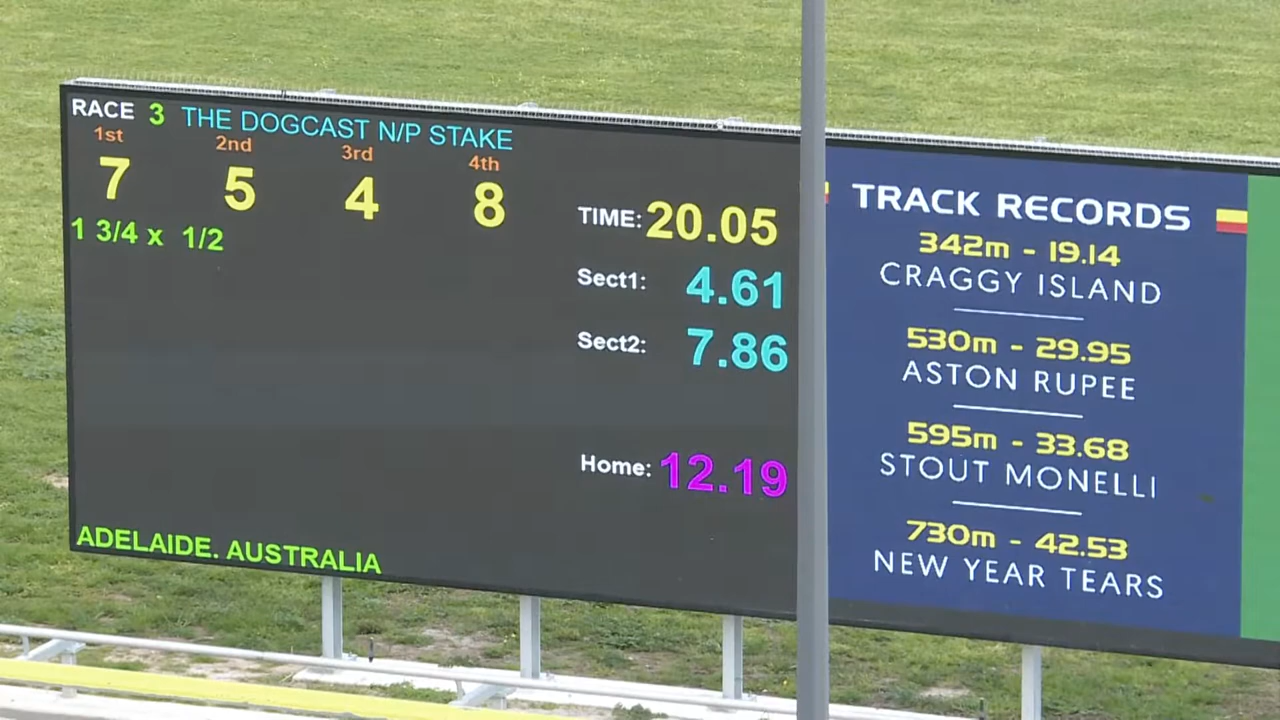 RACE 3 THE DOGCAST N/P STAKE
1st 2nd 3rd 4th
7 5 4 8
1 3/4 x 1/2
TIME: 20.05
Sect1: 4.61
Sect2: 7.86
Home: 12.19
ADELAIDE. AUSTRALIA
TRACK RECORDS
342m - 19.14
CRAGGY ISLAND
530m - 29.95
ASTON RUPEE
595m - 33.68
STOUT MONELLI
730m - 42.53
NEW YEAR TEARS